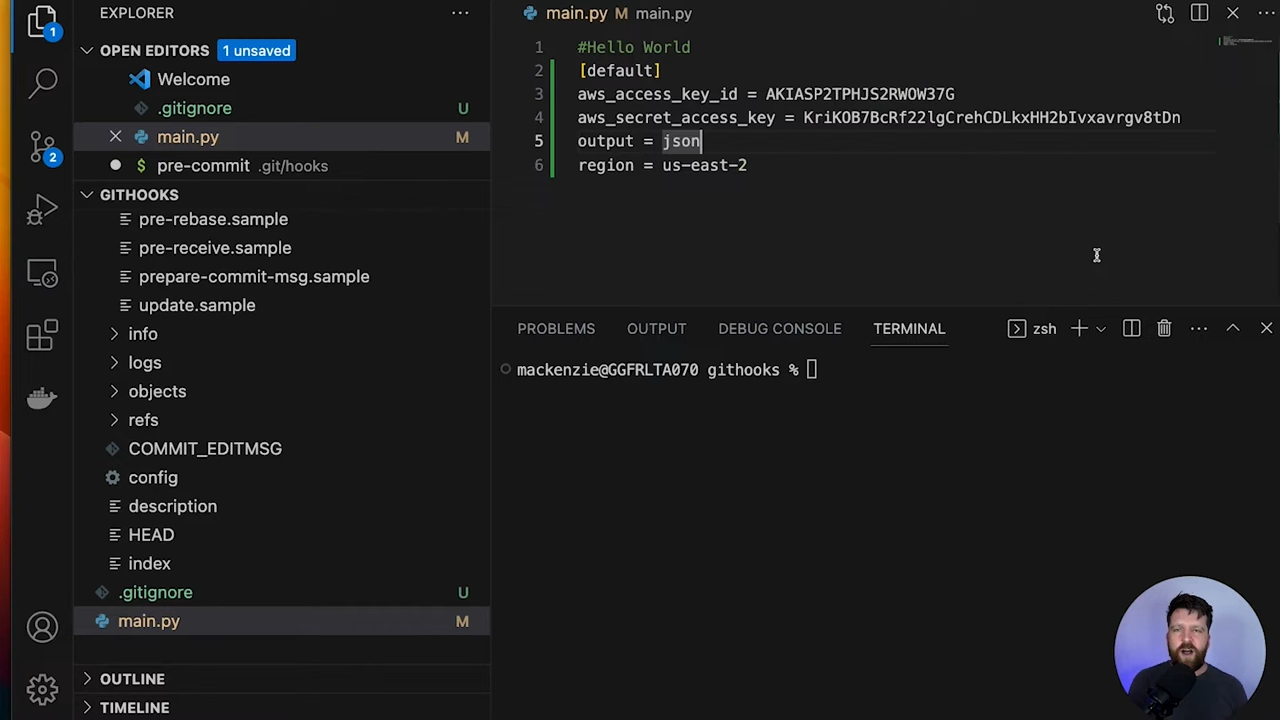 EXPLORER
OPEN EDITORS 1 unsaved
Welcome
.gitignore U
main.py M
pre-commit .git/hooks
GITHOOKS
pre-rebase.sample
pre-receive.sample
prepare-commit-msg.sample
update.sample
info
logs
objects
refs
COMMIT_EDITMSG
config
description
HEAD
index
.gitignore U
main.py M
OUTLINE
TIMELINE
1
2
main.py M main.py
1 #Hello World
2 [default]
3 aws_access_key_id = AKIASP2TPHJS2RWOW37G
4 aws_secret_access_key = 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
5 output = json
6 region = us-east-2
PROBLEMS OUTPUT DEBUG CONSOLE TERMINAL zsh
mackenzie@GGFRLTA070 githooks %